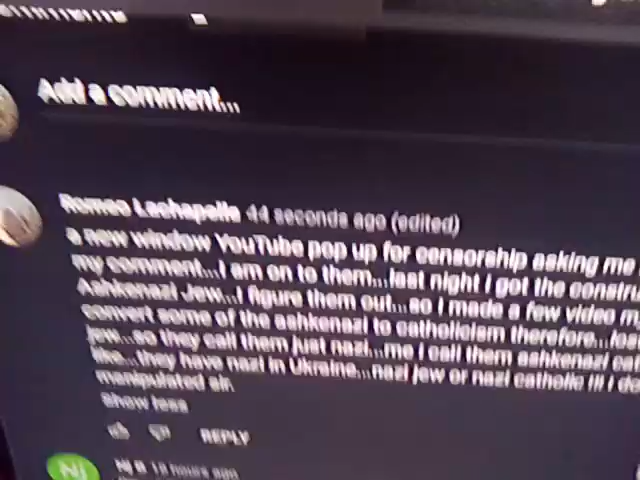 Add a comment...
Romeo Lachapelle 44 seconds ago (edited)
a new window YouTube pop up for censorship asking me
my comment...I am on to them...last night I got the
Ashkenazi Jew...I figure them out...so I made a few video
convert some of the ashkenazi to catholicism therefore...
jew...so they call them just nazi...me I call them ashkenazi
like...they have nazi in Ukraine...nazi jew or nazi catholic !!! I
manipulated
Show less
REPLY
NJ